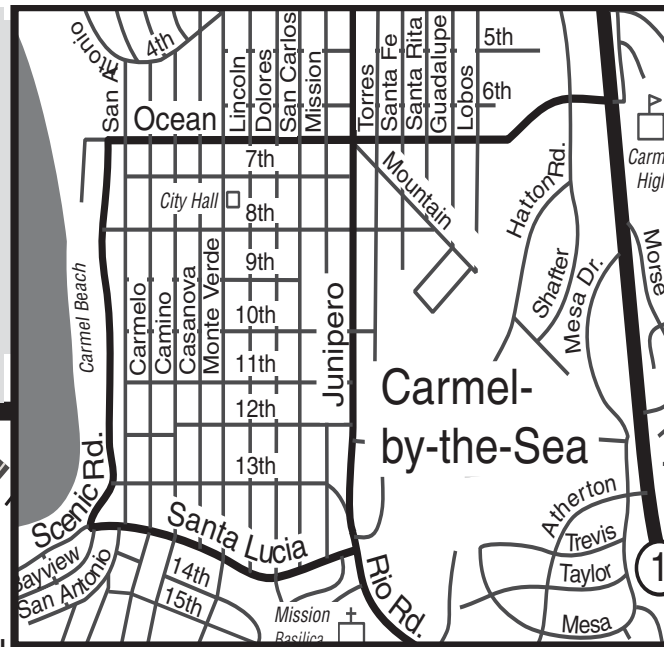 San Antonio
4th
Ocean
Lincoln
Dolores
San Carlos
Mission
Torres
Santa Fe
Santa Rita
Guadalupe
Lobos
5th
6th
7th
City Hall
8th
9th
10th
11th
12th
13th
Carmel Beach
Carmelo
Camino
Casanova
Monte Verde
Junipero
Mountain
Hatton Rd.
Shafter
Mesa Dr.
Carm
High
Morse
Carmel-
by-the-Sea
Scenic Rd.
Santa Lucia
Bayview
San Antonio
14th
15th
Mission
Basilica
Rio Rd.
Atherton
Trevis
Taylor
Mesa
1